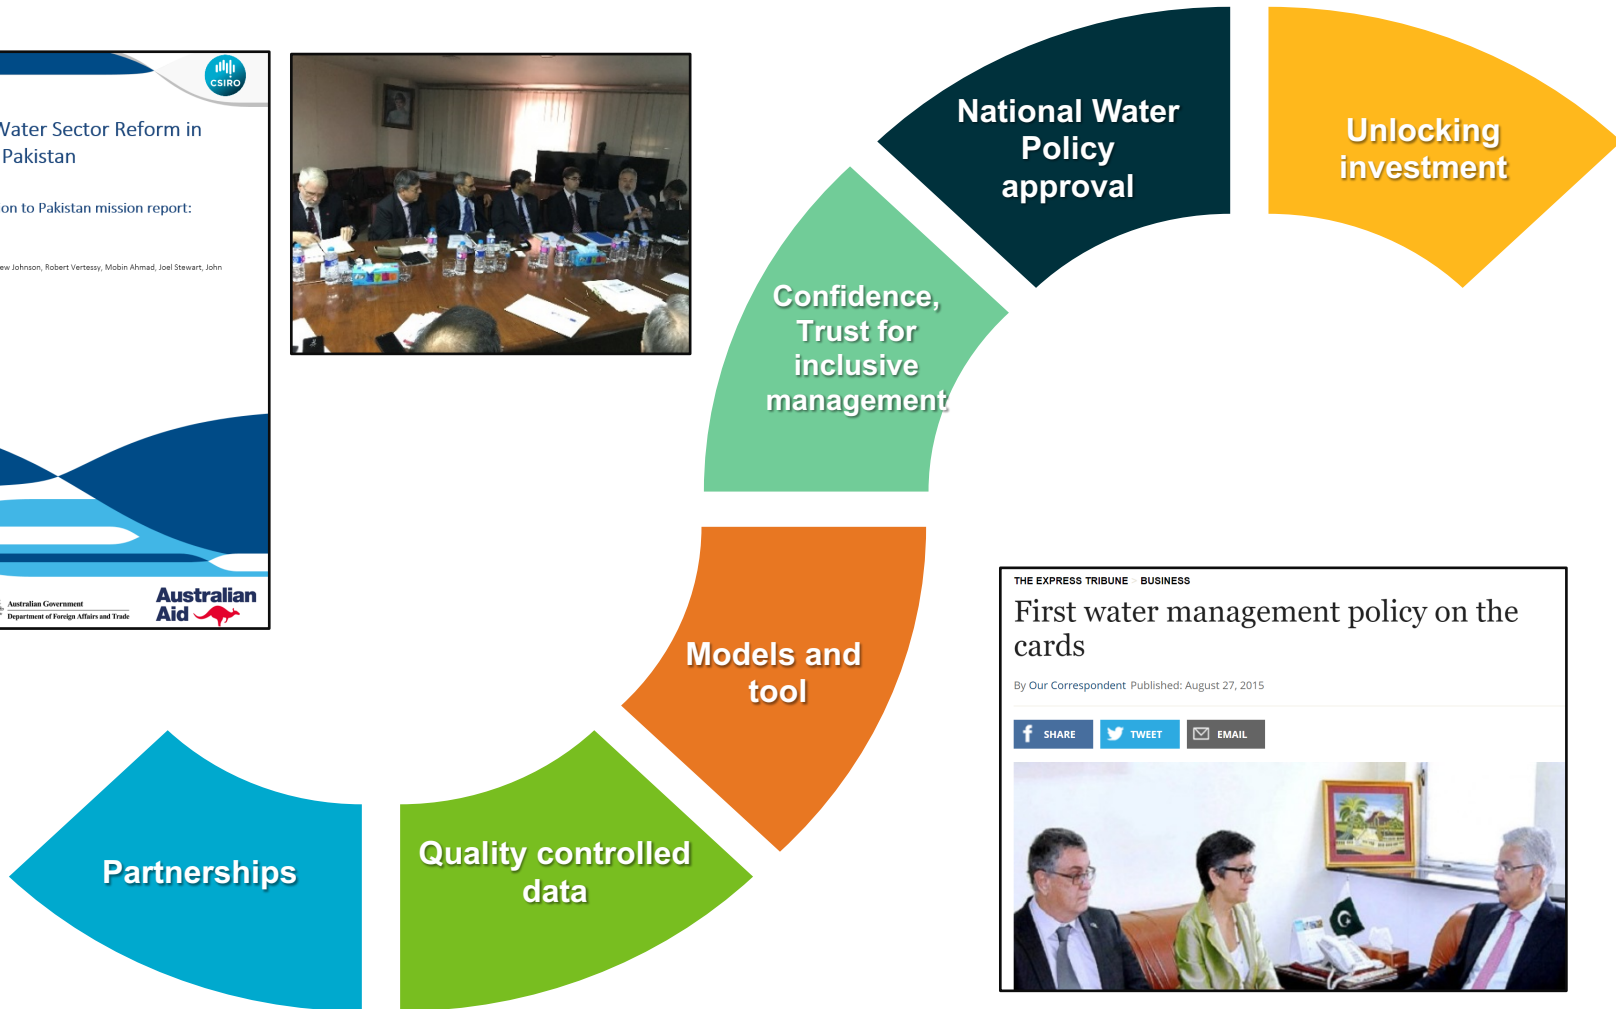 CSIRO
Water Sector Reform in
Pakistan
on to Pakistan mission report:
ew Johnson, Robert Vertessy, Mobin Ahmad, Joel Stewart, John
Australian Government
Department of Foreign Affairs and Trade
Australian
Aid
National Water
Policy
approval
Unlocking
investment
Confidence,
Trust for
inclusive
management
Models and
tool
Quality controlled
data
Partnerships
THE EXPRESS TRIBUNE BUSINESS
First water management policy on the
cards
By Our Correspondent Published: August 27, 2015
f SHARE TWEET EMAIL